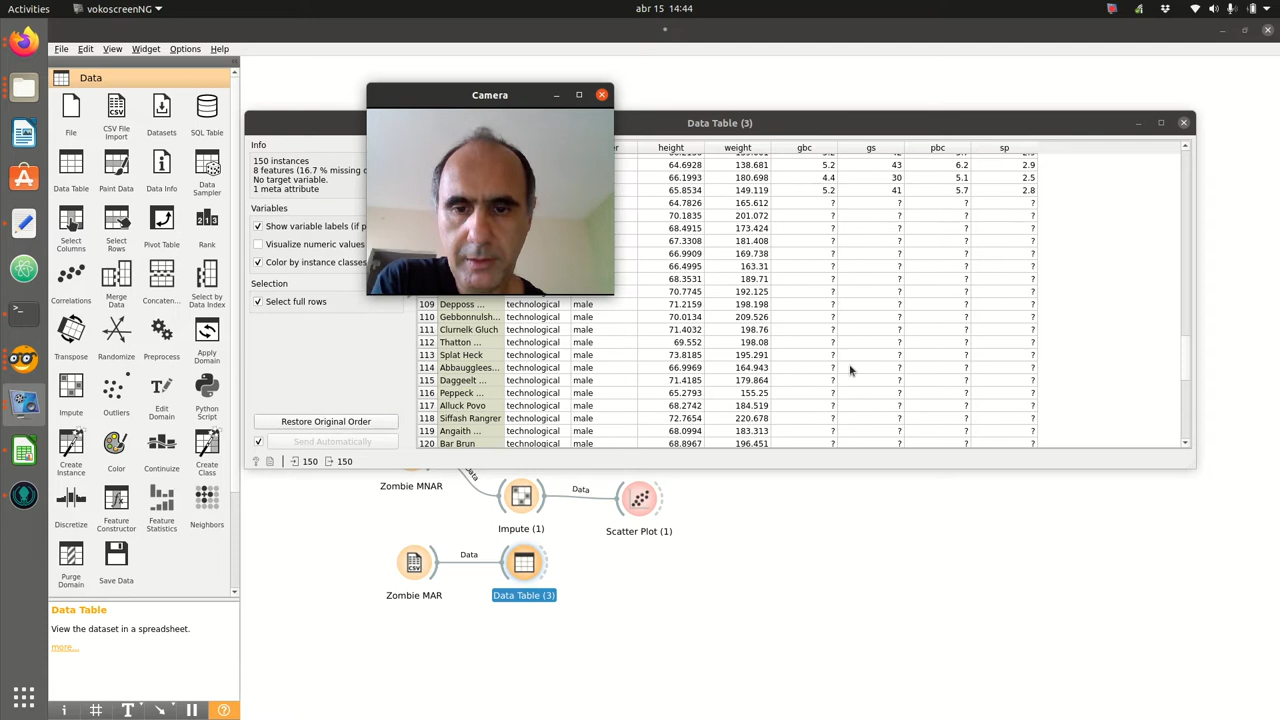 Activities vokoscreenNG abr 15 14:44
File Edit View Widget Options Help
Data
File CSV File Import Datasets SQL Table
Data Table Paint Data Data Info Data Sampler
Select Columns Select Rows Pivot Table Rank
Correlations Merge Data Concaten... Select by Data Index
Transpose Randomize Preprocess Apply Domain
Impute Outliers Edit Domain Python Script
Create Instance Color Continuize Create Class
Discretize Feature Constructor Feature Statistics Neighbors
Purge Domain Save Data
Data Table
View the dataset in a spreadsheet.
more...
Camera
Data Table (3)
Info
150 instances
8 features (16.7 % missing
No target variable.
1 meta attribute
Variables
Show variable labels (if p
Visualize numeric values
Color by instance classes
Selection
Select full rows
Restore Original Order
Send Automatically
150 150
height weight gbc gs pbc sp
64.6928 138.681 5.2 43 6.2 2.9
66.1993 180.698 4.4 30 5.1 2.5
65.8534 149.119 5.2 41 5.7 2.8
64.7826 165.612 ? ? ? ?
70.1835 201.072 ? ? ? ?
68.4915 173.424 ? ? ? ?
67.3308 181.408 ? ? ? ?
66.9909 169.738 ? ? ? ?
66.4995 163.31 ? ? ? ?
68.3531 189.71 ? ? ? ?
70.7745 192.125 ? ? ? ?
109 Depposs ... technological male 71.2159 198.198 ? ? ? ?
110 Gebbonnulsh... technological male 70.0134 209.526 ? ? ? ?
111 Clurnelk Gluch technological male 71.4032 198.76 ? ? ? ?
112 Thatton ... technological male 69.552 198.08 ? ? ? ?
113 Splat Heck technological male 73.8185 195.291 ? ? ? ?
114 Abbaugglees... technological male 66.9969 164.943 ? ? ? ?
115 Daggeelt ... technological male 71.4185 179.864 ? ? ? ?
116 Peppeck ... technological male 65.2793 155.25 ? ? ? ?
117 Alluck Povo technological male 68.2742 184.519 ? ? ? ?
118 Siffash Rangrer technological male 72.7654 220.678 ? ? ? ?
119 Angaith ... technological male 68.0994 183.313 ? ? ? ?
120 Bar Brun technological male 68.8967 196.451 ? ? ? ?
Zombie MNAR
Data
Impute (1)
Data
Scatter Plot (1)
Zombie MAR
Data
Data Table (3)